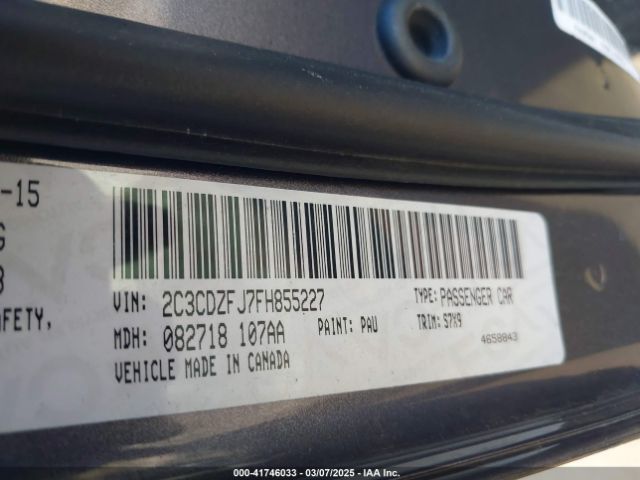 -15
G
8
AFETY,
VIN: 2C3CDZFJ7FH855227
TYPE: PASSENGER CAR
MDH: 082718 107AA
PAINT: PAU
TRIM: S7X9
4658843
VEHICLE MADE IN CANADA
000-41746033 — 03/07/2025 — IAA Inc.